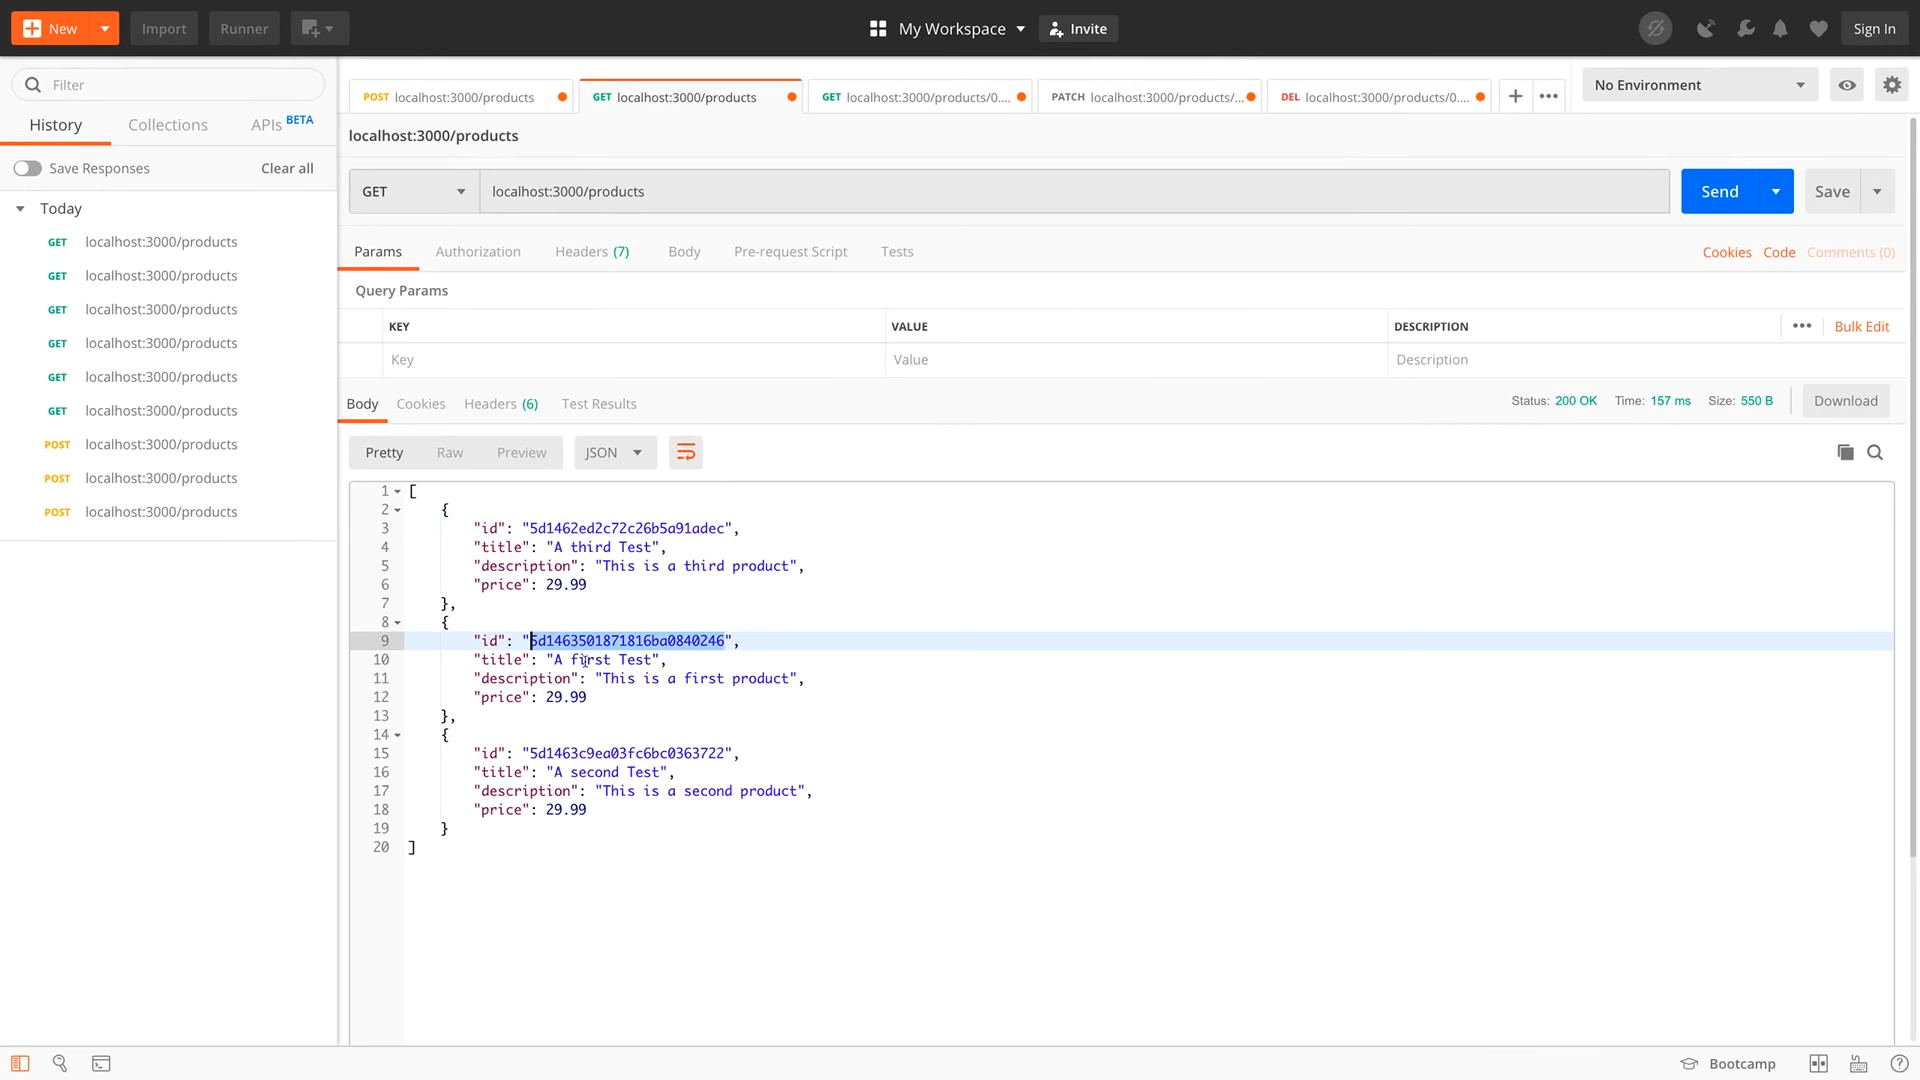 New
Import
Runner
My Workspace
Invite
Sign In
Filter
History
Collections
APIs BETA
Save Responses
Clear all
Today
GET localhost:3000/products
GET localhost:3000/products
GET localhost:3000/products
GET localhost:3000/products
GET localhost:3000/products
GET localhost:3000/products
POST localhost:3000/products
POST localhost:3000/products
POST localhost:3000/products
POST localhost:3000/products
GET localhost:3000/products
GET localhost:3000/products/0....
PATCH localhost:3000/products/...
DEL localhost:3000/products/0....
No Environment
localhost:3000/products
GET localhost:3000/products
Send
Save
Params Authorization Headers (7) Body Pre-request Script Tests
Cookies Code Comments (0)
Query Params
KEY VALUE DESCRIPTION
Bulk Edit
Key Value Description
Body Cookies Headers (6) Test Results
Status: 200 OK Time: 157 ms Size: 550 B
Download
Pretty Raw Preview JSON
1 [
2 {
3 "id": "5d1462ed2c72c26b5a91adec",
4 "title": "A third Test",
5 "description": "This is a third product",
6 "price": 29.99
7 },
8 {
9 "id": "5d1463501871816ba0840246",
10 "title": "A first Test",
11 "description": "This is a first product",
12 "price": 29.99
13 },
14 {
15 "id": "5d1463c9ea03fc6bc0363722",
16 "title": "A second Test",
17 "description": "This is a second product",
18 "price": 29.99
19 }
20 ]
Bootcamp